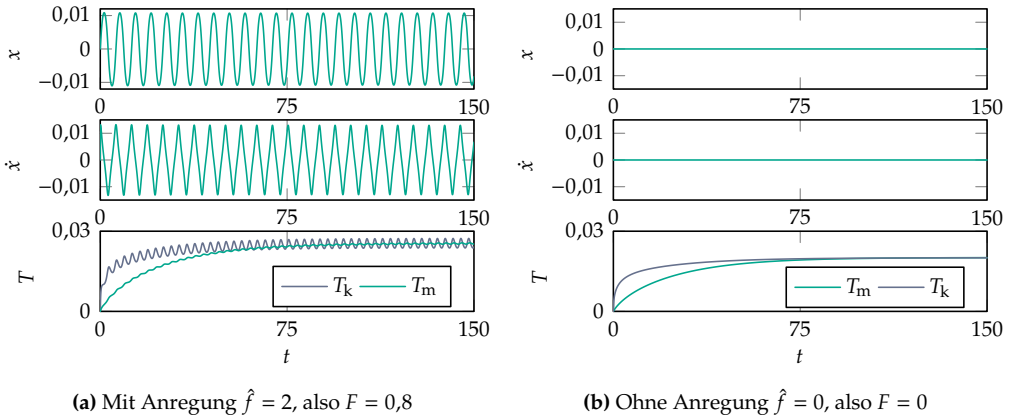 0,01
0
−0,01
x
0 75 150
0,01
0
−0,01
ẋ
0 75 150
0,03
0
T
T_k T_m
0 75 150
t
(a) Mit Anregung f̂ = 2, also F = 0,8
0,01
0
−0,01
x
0 75 150
0,01
0
−0,01
ẋ
0 75 150
0,03
0
T
T_m T_k
0 75 150
t
(b) Ohne Anregung f̂ = 0, also F = 0